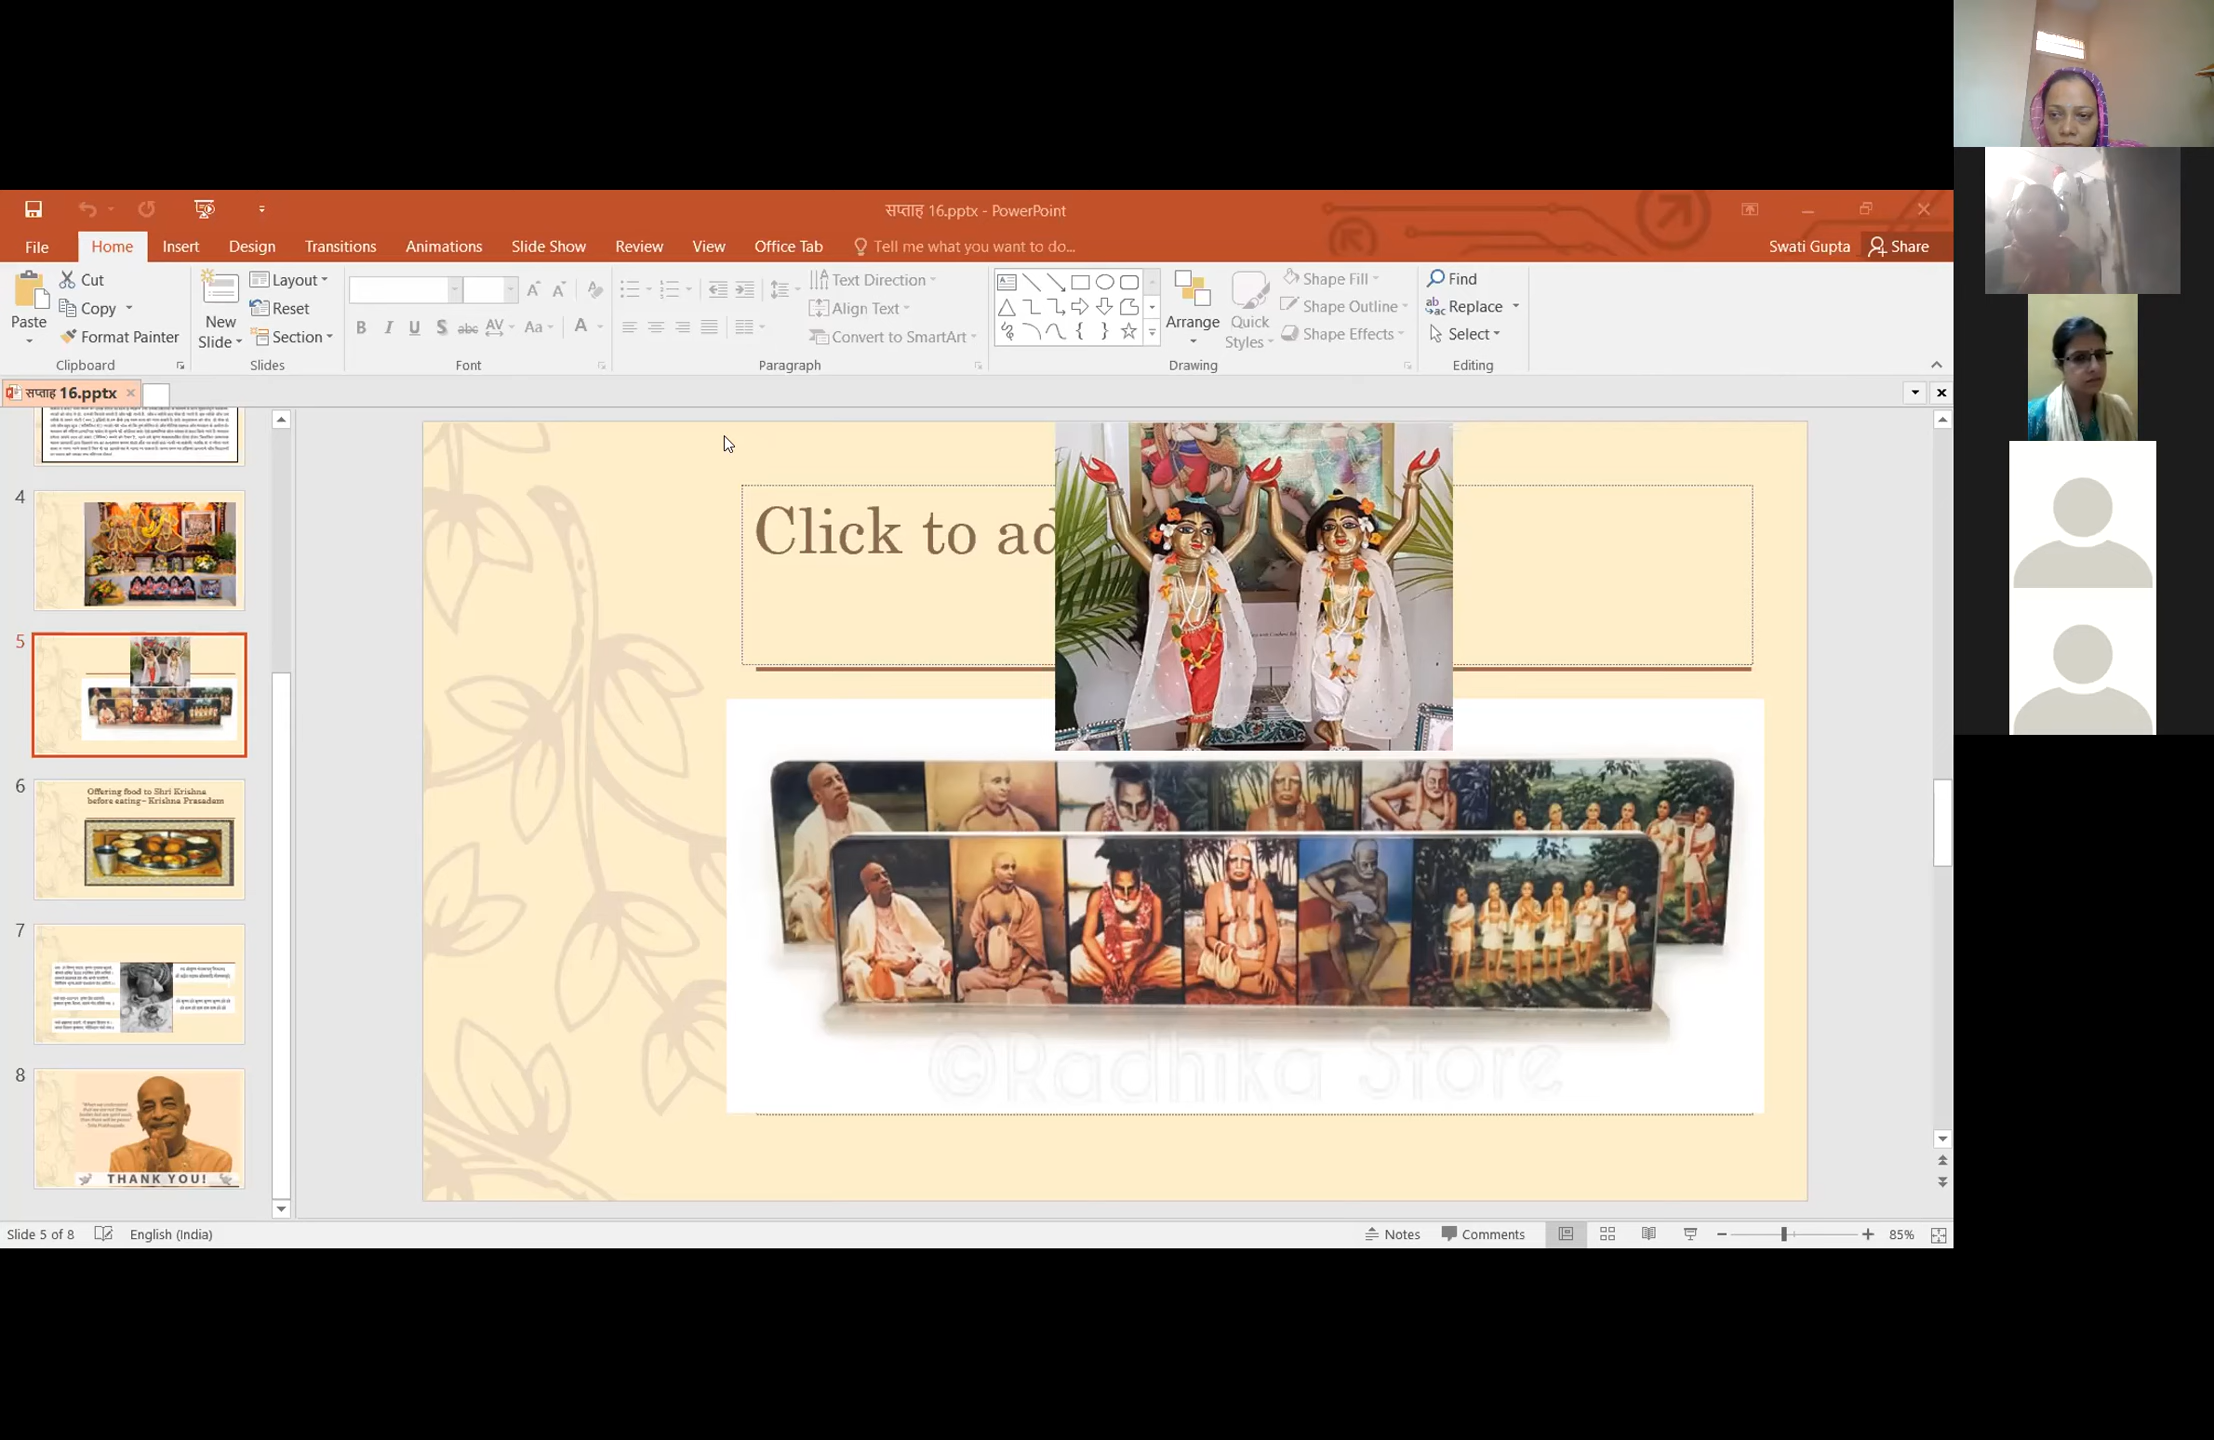 सप्ताह 16.pptx - PowerPoint
File Home Insert Design Transitions Animations Slide Show Review View Office Tab Tell me what you want to do... Swati Gupta Share
Paste
Cut
Copy
Format Painter
Clipboard
New Slide
Layout
Reset
Section
Slides
Font
Text Direction
Align Text
Convert to SmartArt
Paragraph
Arrange
Quick Styles
Shape Fill
Shape Outline
Shape Effects
Drawing
Find
Replace
Select
Editing
सप्ताह 16.pptx
4
5
6
Offering food to Shri Krishna
before eating – Krishna Prasadam
7
8
THANK YOU!
Click to ad
©Radhika Store
Slide 5 of 8 English (India) Notes Comments 85%